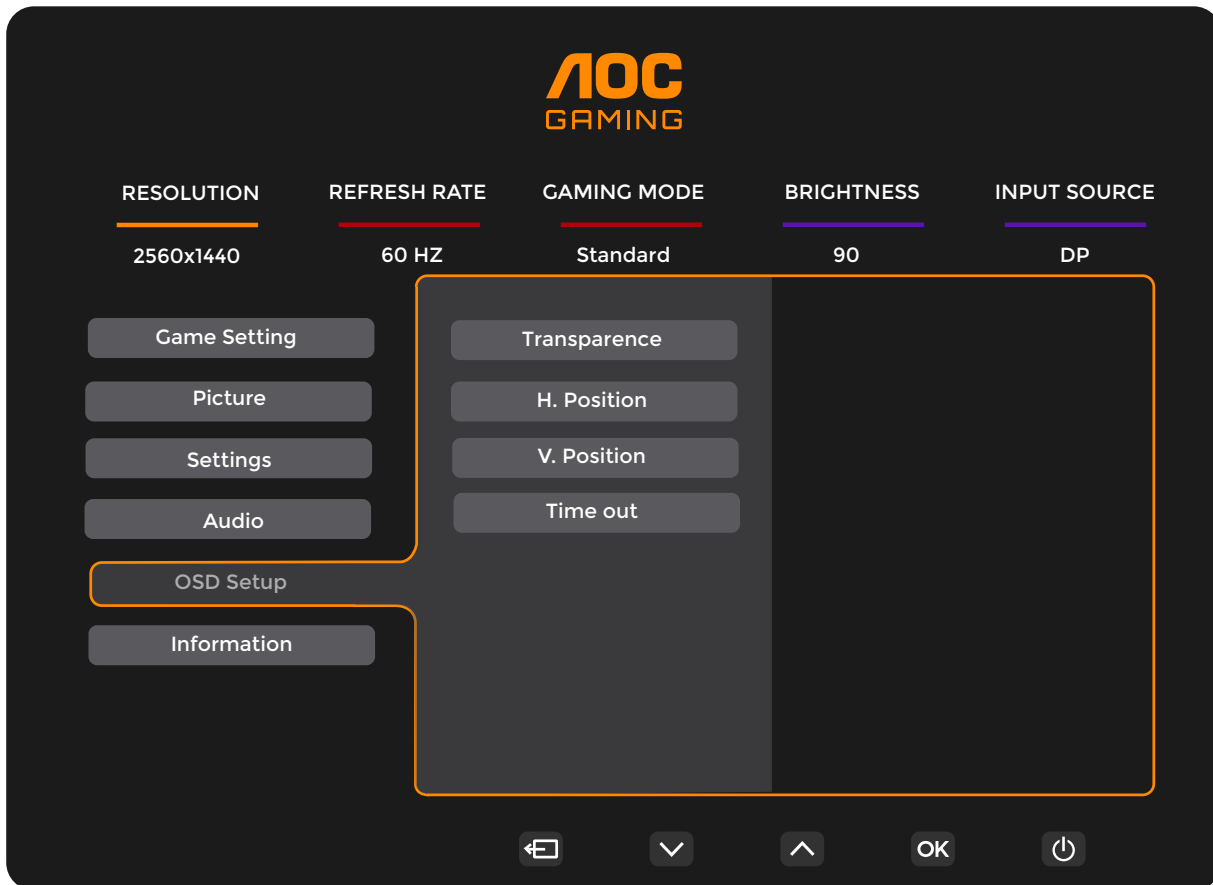 AOC
GAMING
RESOLUTION REFRESH RATE GAMING MODE BRIGHTNESS INPUT SOURCE
2560x1440 60 HZ Standard 90 DP
Game Setting
Picture
Settings
Audio
OSD Setup
Information
Transparence
H. Position
V. Position
Time out
OK